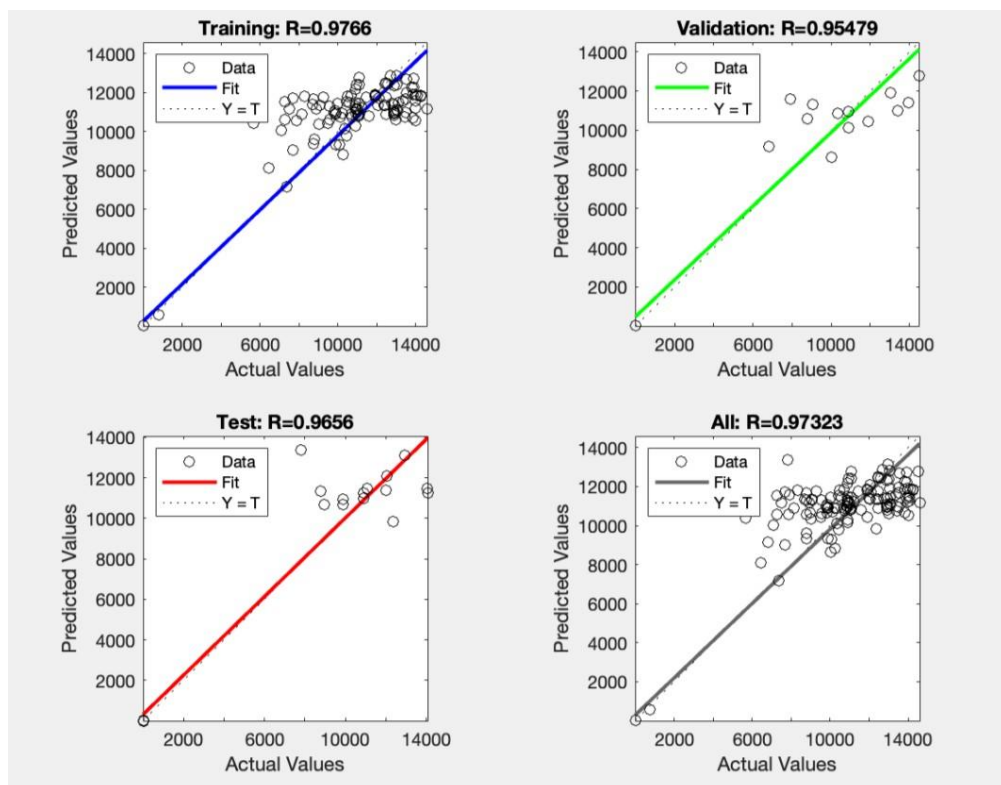 Training: R=0.9766
14000
12000
10000
8000
6000
4000
2000
Predicted Values
Data
Fit
Y = T
2000 6000 10000 14000
Actual Values
Validation: R=0.95479
14000
12000
10000
8000
6000
4000
2000
Predicted Values
Data
Fit
Y = T
2000 6000 10000 14000
Actual Values
Test: R=0.9656
14000
12000
10000
8000
6000
4000
2000
Predicted Values
Data
Fit
Y = T
2000 6000 10000 14000
Actual Values
All: R=0.97323
14000
12000
10000
8000
6000
4000
2000
Predicted Values
Data
Fit
Y = T
2000 6000 10000 14000
Actual Values